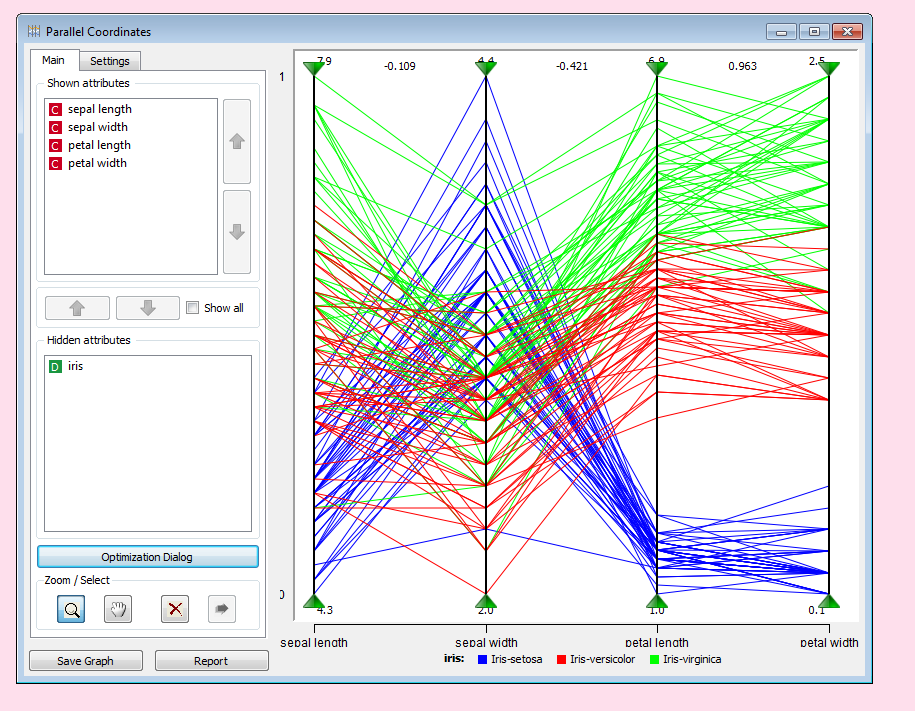 Parallel Coordinates
Main
Settings
Shown attributes
C sepal length
C sepal width
C petal length
C petal width
Show all
Hidden attributes
D iris
Optimization Dialog
Zoom / Select
Save Graph
Report
1
7.9
-0.109
4.4
-0.421
6.9
0.963
2.5
0
4.3
2.0
1.0
0.1
sepal length
sepal width
petal length
petal width
iris: Iris-setosa Iris-versicolor Iris-virginica